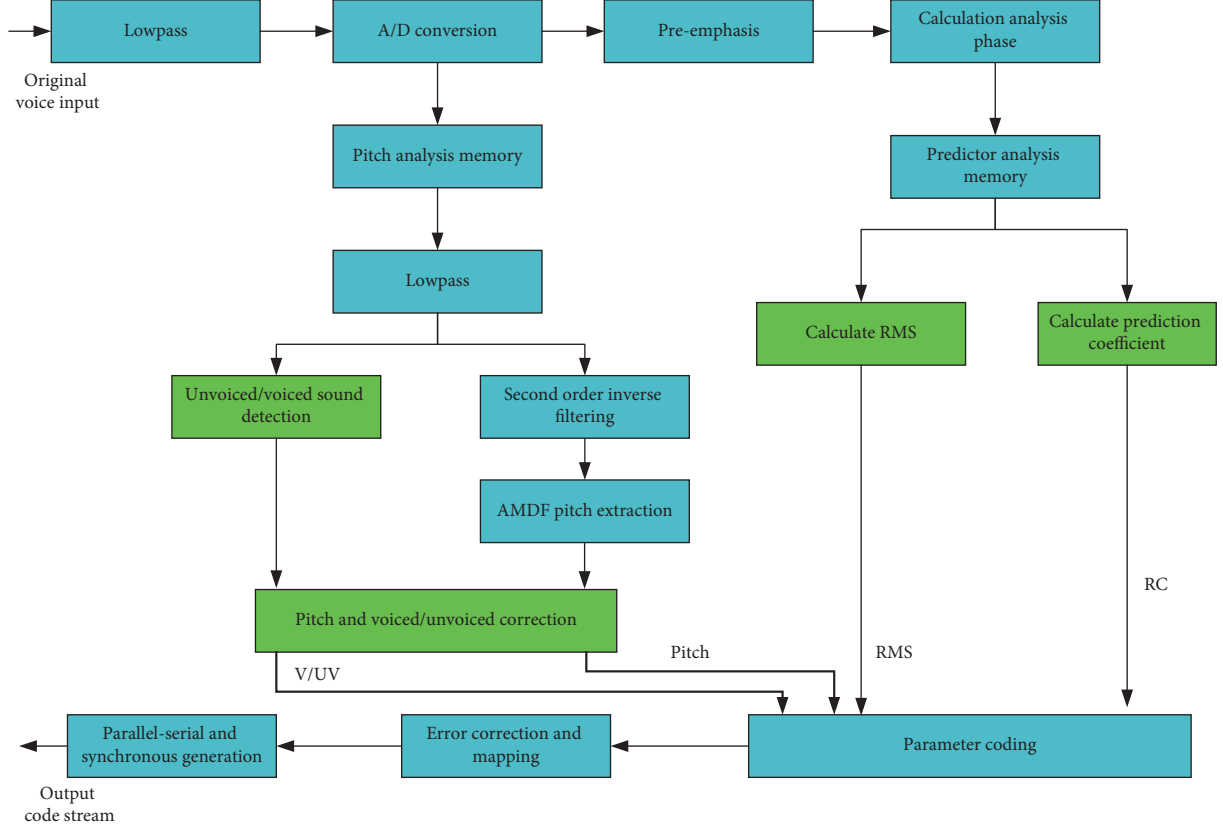 Lowpass
A/D conversion
Pre-emphasis
Calculation analysis
phase
Original
voice input
Pitch analysis memory
Predictor analysis
memory
Lowpass
Calculate RMS
Calculate prediction
coefficient
Unvoiced/voiced sound
detection
Second order inverse
filtering
AMDF pitch extraction
RC
Pitch and voiced/unvoiced correction
V/UV
Pitch
RMS
Parallel-serial and
synchronous generation
Error correction and
mapping
Parameter coding
Output
code stream